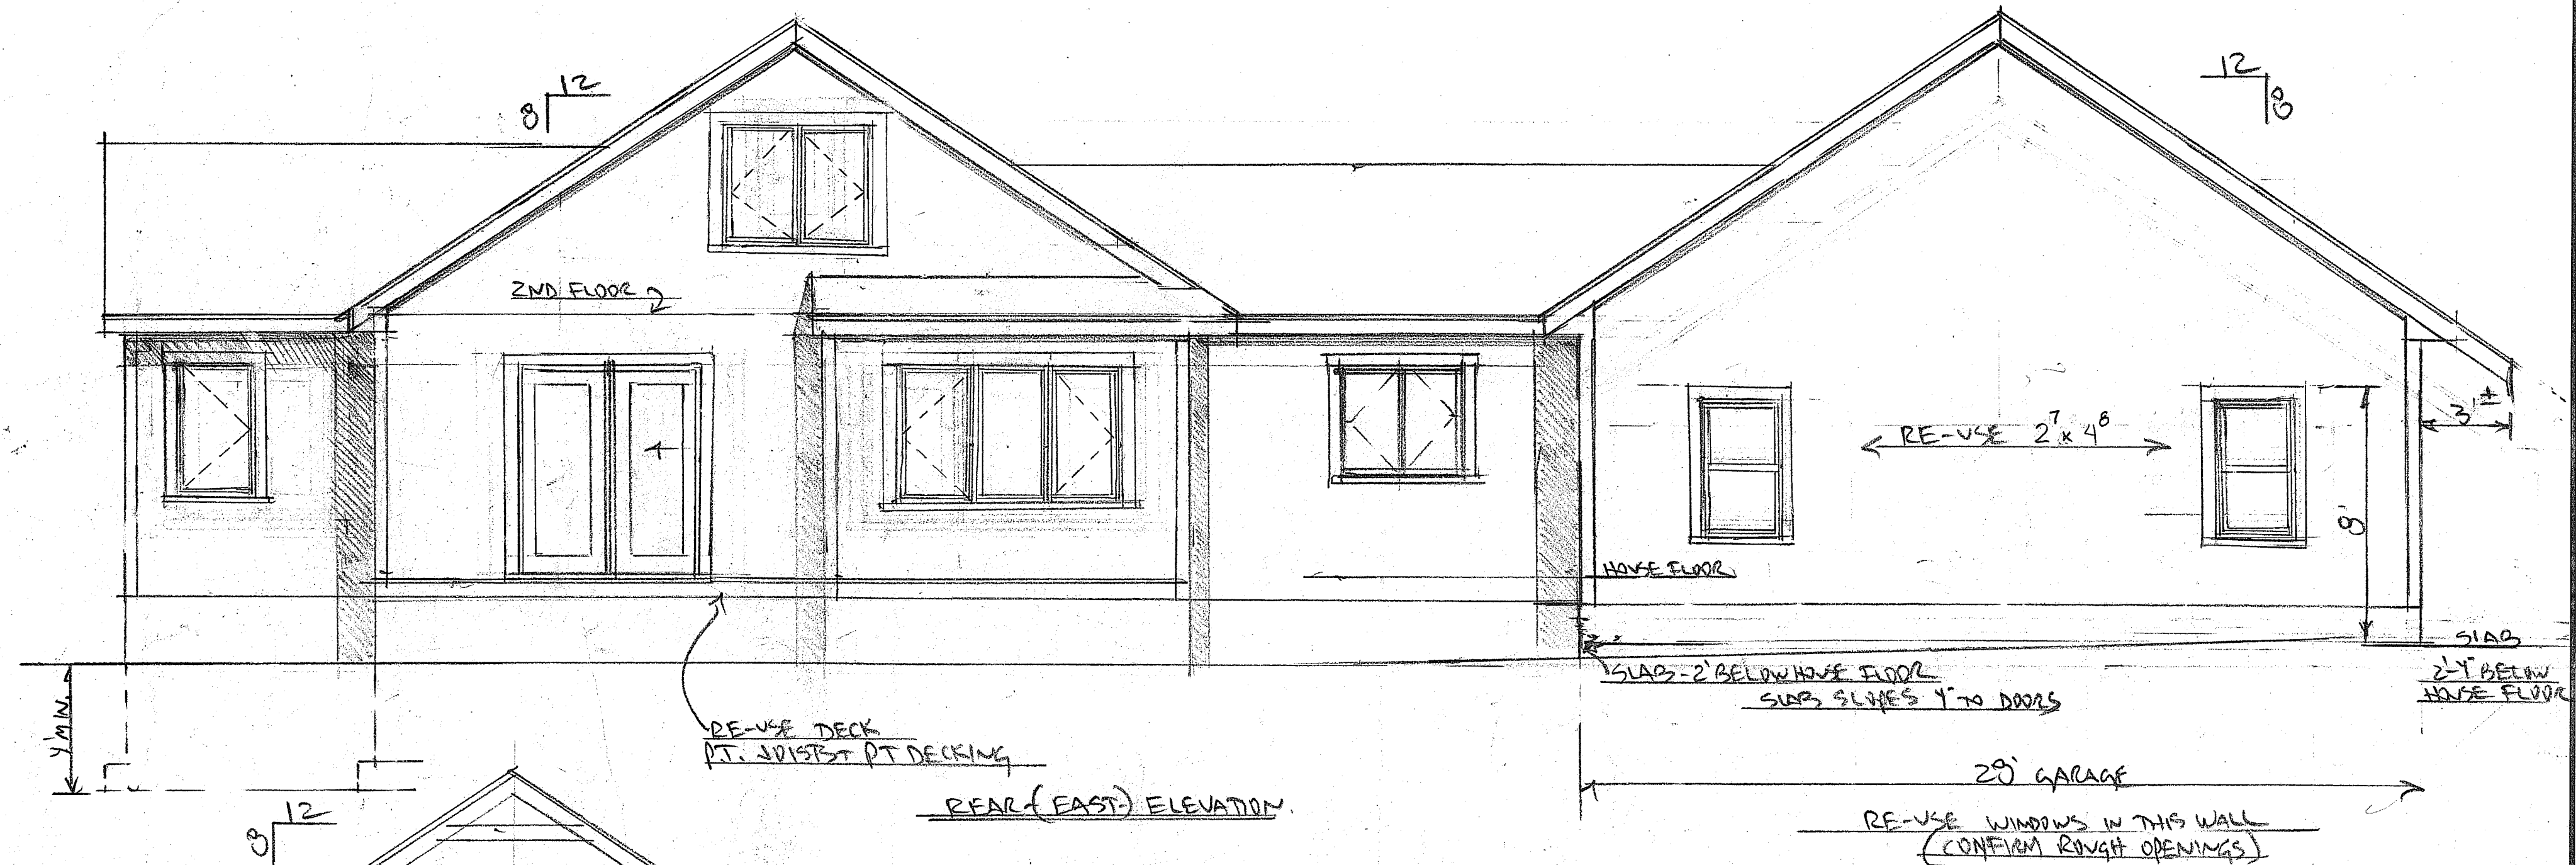 12
8
12
8
2ND FLOOR
RE-USE 2⁷ x 4⁸
3' ±
8'
HOUSE FLOOR
SLAB
2'-4" BELOW
HOUSE FLOOR
SLAB - 2' BELOW HOUSE FLOOR
SLAB SLOPES 4" TO DOORS
4' MIN.
RE-USE DECK
P.T. JOISTS + PT DECKING
28' GARAGE
REAR - (EAST) ELEVATION.
12
8
RE-USE WINDOWS IN THIS WALL
(CONFIRM ROUGH OPENINGS)